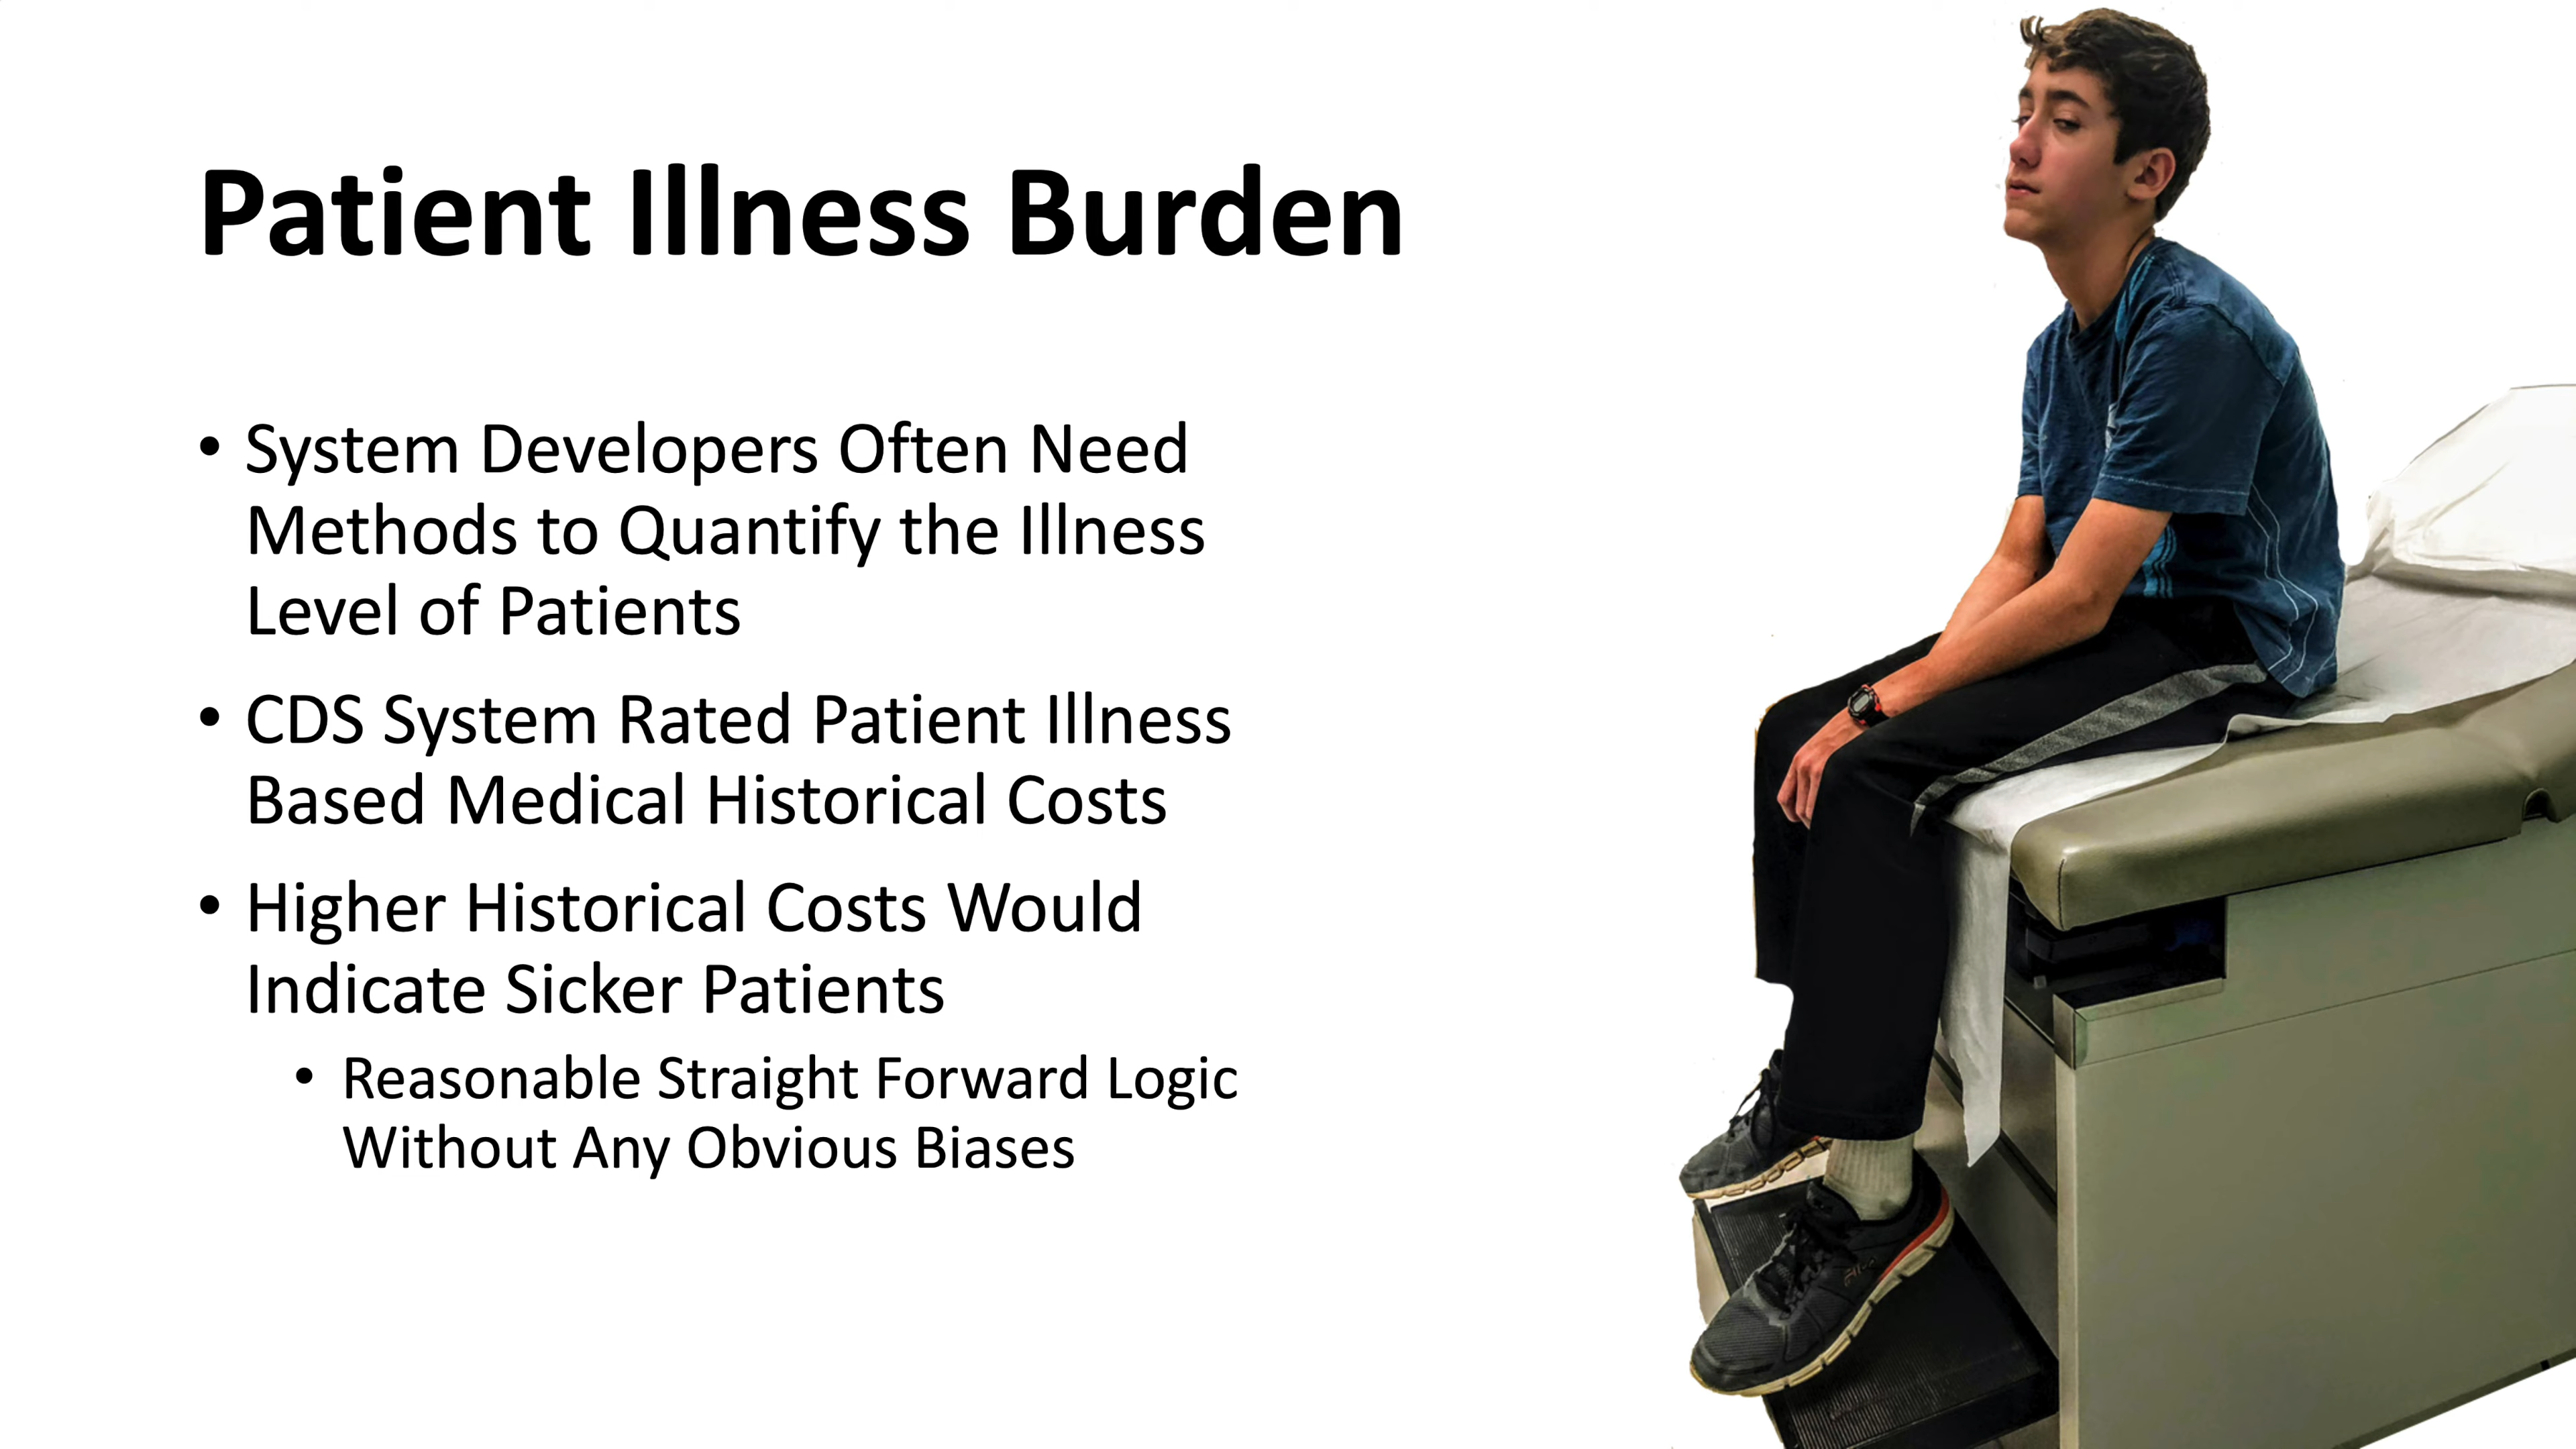 Patient Illness Burden
• System Developers Often Need
Methods to Quantify the Illness
Level of Patients
• CDS System Rated Patient Illness
Based Medical Historical Costs
• Higher Historical Costs Would
Indicate Sicker Patients
• Reasonable Straight Forward Logic
Without Any Obvious Biases
FILA